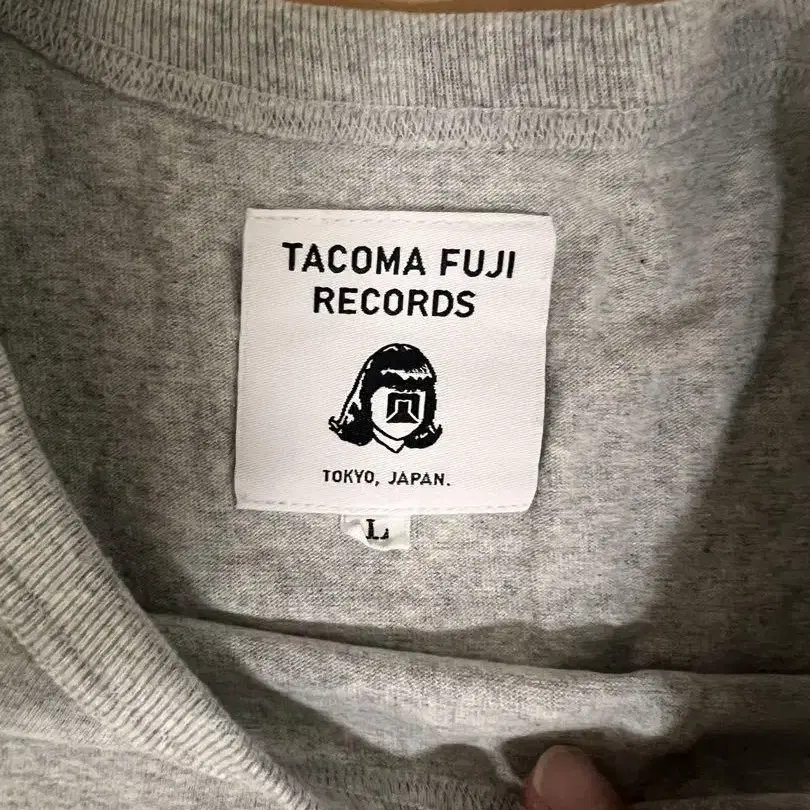 TACOMA FUJI
RECORDS
TOKYO, JAPAN.
L